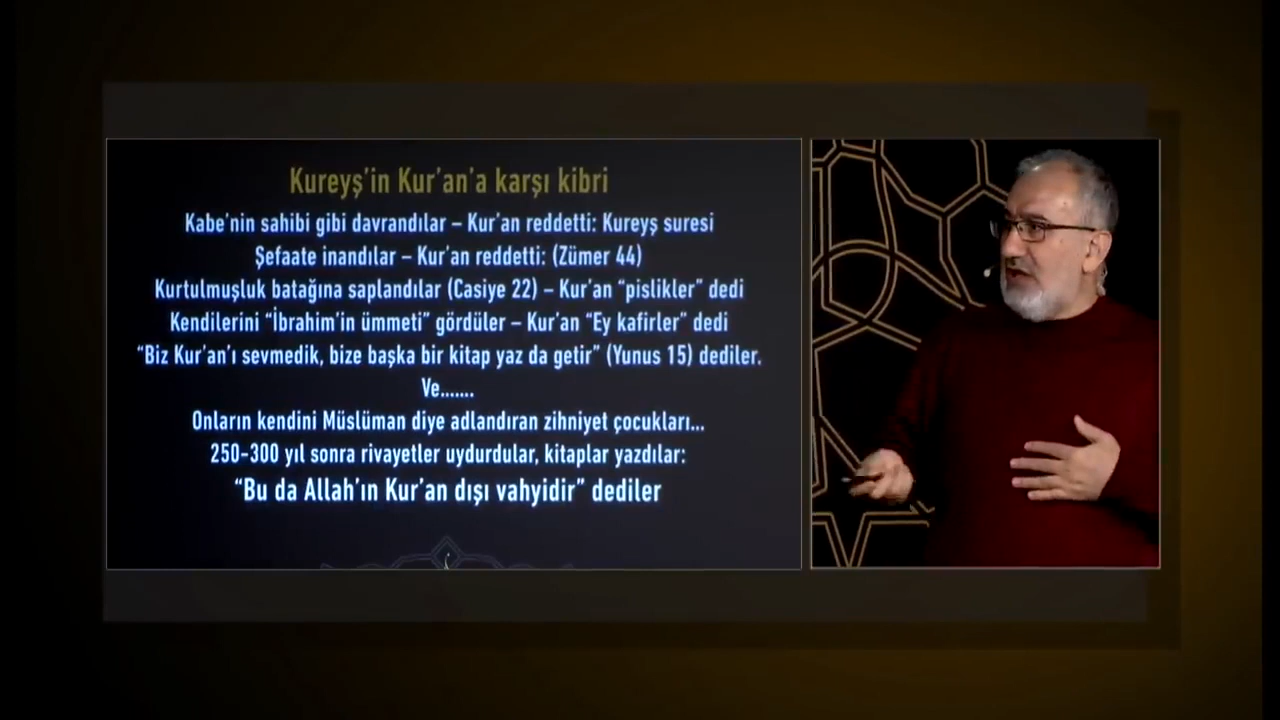 Kureyş’in Kur’an’a karşı kibri
Kabe’nin sahibi gibi davrandılar – Kur’an reddetti: Kureyş suresi
Şefaate inandılar – Kur’an reddetti: (Zümer 44)
Kurtulmuşluk batağına saplandılar (Casiye 22) – Kur’an “pislikler” dedi
Kendilerini “İbrahim’in ümmeti” gördüler – Kur’an “Ey kafirler” dedi
“Biz Kur’an’ı sevmedik, bize başka bir kitap yaz da getir” (Yunus 15) dediler.
Ve.......
Onların kendini Müslüman diye adlandıran zihniyet çocukları...
250-300 yıl sonra rivayetler uydurdular, kitaplar yazdılar:
“Bu da Allah’ın Kur’an dışı vahyidir” dediler